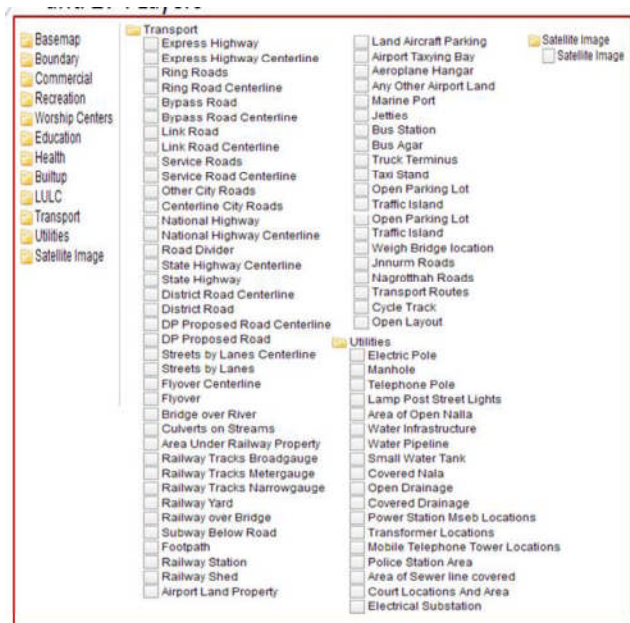 and DP Layers
Basemap
Boundary
Commercial
Recreation
Worship Centers
Education
Health
Builtup
LULC
Transport
Utilities
Satellite Image
Transport
Express Highway
Express Highway Centerline
Ring Roads
Ring Road Centerline
Bypass Road
Bypass Road Centerline
Link Road
Link Road Centerline
Service Roads
Service Road Centerline
Other City Roads
Centerline City Roads
National Highway
National Highway Centerline
Road Divider
State Highway Centerline
State Highway
District Road Centerline
District Road
DP Proposed Road Centerline
DP Proposed Road
Streets by Lanes Centerline
Streets by Lanes
Flyover Centerline
Flyover
Bridge over River
Culverts on Streams
Area Under Railway Property
Railway Tracks Broadgauge
Railway Tracks Metergauge
Railway Tracks Narrowgauge
Railway Yard
Railway over Bridge
Subway Below Road
Footpath
Railway Station
Railway Shed
Airport Land Property
Land Aircraft Parking
Airport Taxying Bay
Aeroplane Hangar
Any Other Airport Land
Marine Port
Jetties
Bus Station
Bus Agar
Truck Terminus
Taxi Stand
Open Parking Lot
Traffic Island
Open Parking Lot
Traffic Island
Weigh Bridge location
Jnnurm Roads
Nagrotthah Roads
Transport Routes
Cycle Track
Open Layout
Utilities
Electric Pole
Manhole
Telephone Pole
Lamp Post Street Lights
Area of Open Nalla
Water Infrastructure
Water Pipeline
Small Water Tank
Covered Nala
Open Drainage
Covered Drainage
Power Station Mseb Locations
Transformer Locations
Mobile Telephone Tower Locations
Police Station Area
Area of Sewer line covered
Court Locations And Area
Electrical Substation
Satellite Image
Satellite Image